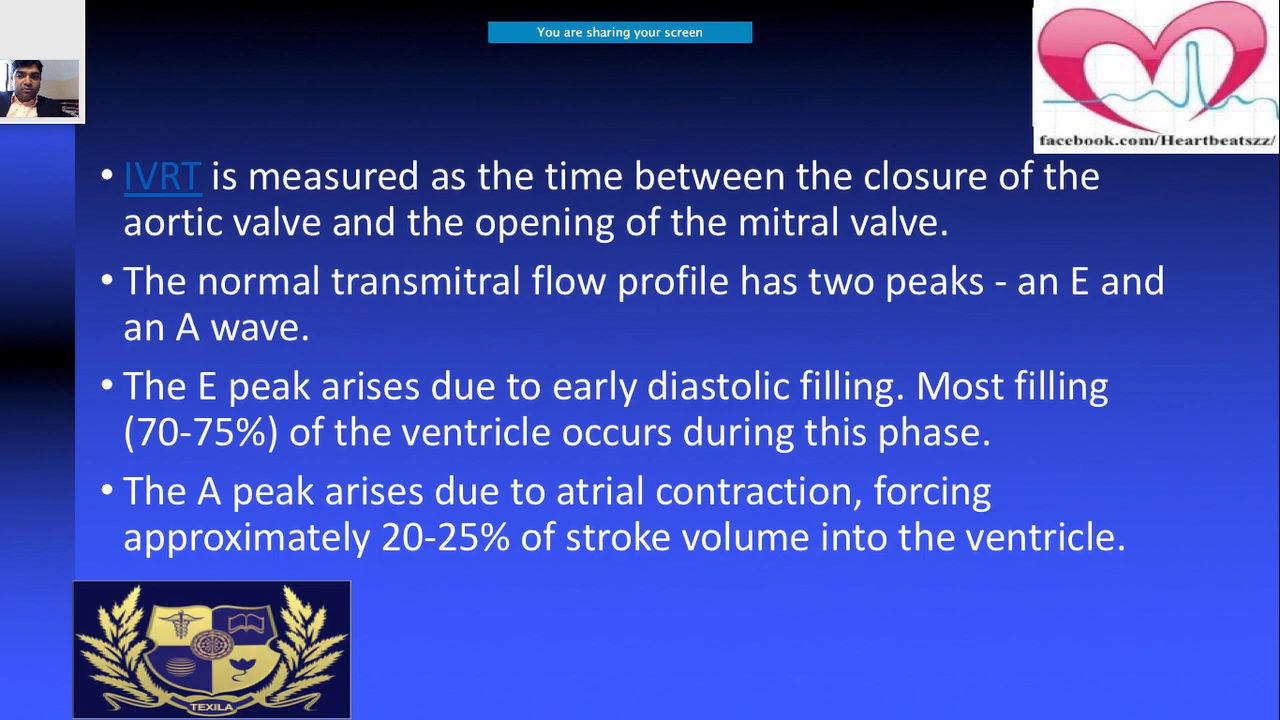 You are sharing your screen
facebook.com/Heartbeatszz/
• IVRT is measured as the time between the closure of the
aortic valve and the opening of the mitral valve.
• The normal transmitral flow profile has two peaks - an E and
an A wave.
• The E peak arises due to early diastolic filling. Most filling
(70-75%) of the ventricle occurs during this phase.
• The A peak arises due to atrial contraction, forcing
approximately 20-25% of stroke volume into the ventricle.
TEXILA